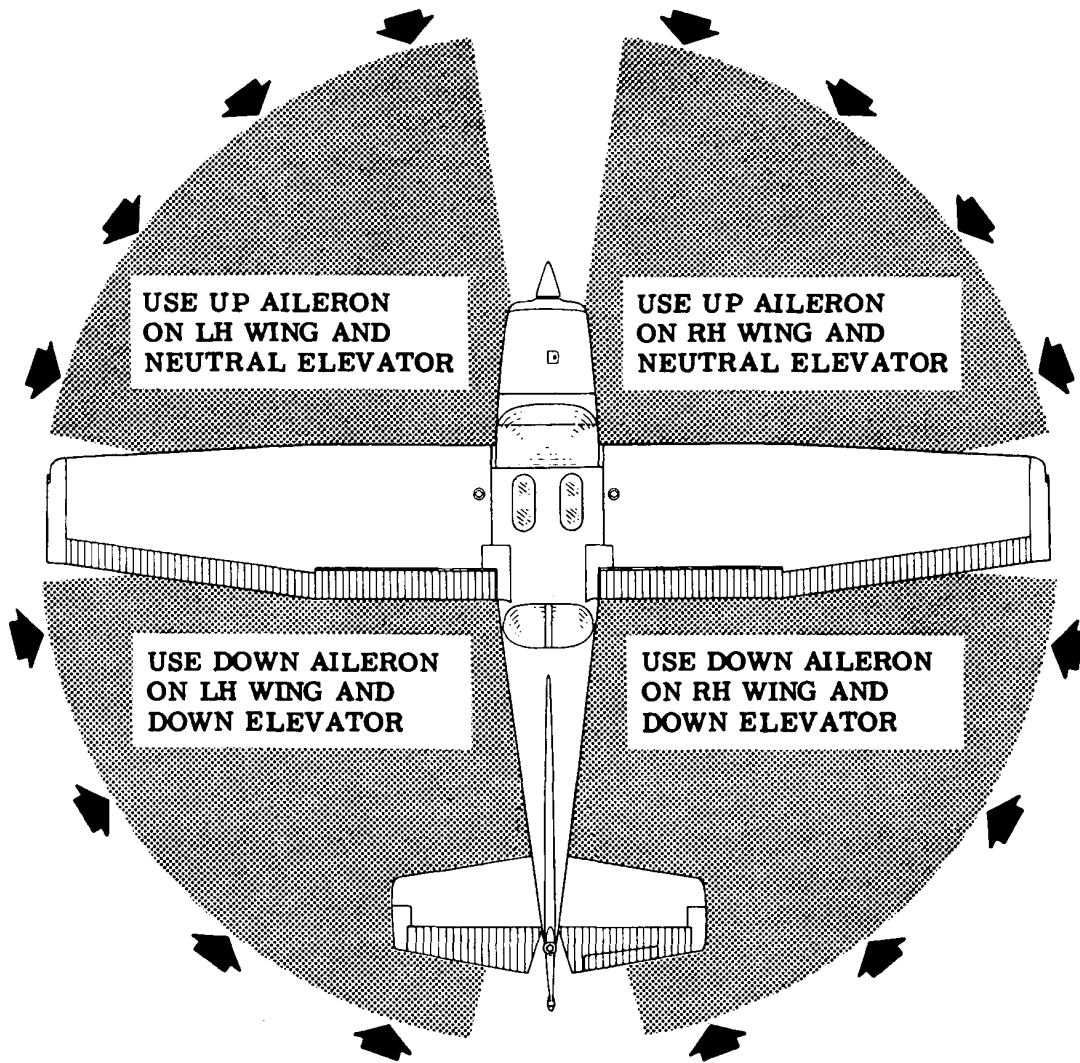 USE UP AILERON
ON LH WING AND
NEUTRAL ELEVATOR
USE UP AILERON
ON RH WING AND
NEUTRAL ELEVATOR
USE DOWN AILERON
ON LH WING AND
DOWN ELEVATOR
USE DOWN AILERON
ON RH WING AND
DOWN ELEVATOR